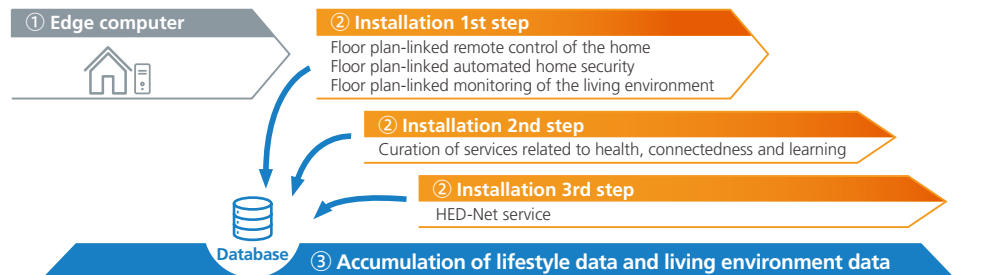 ① Edge computer
② Installation 1st step
Floor plan-linked remote control of the home
Floor plan-linked automated home security
Floor plan-linked monitoring of the living environment
② Installation 2nd step
Curation of services related to health, connectedness and learning
② Installation 3rd step
HED-Net service
Database
③ Accumulation of lifestyle data and living environment data